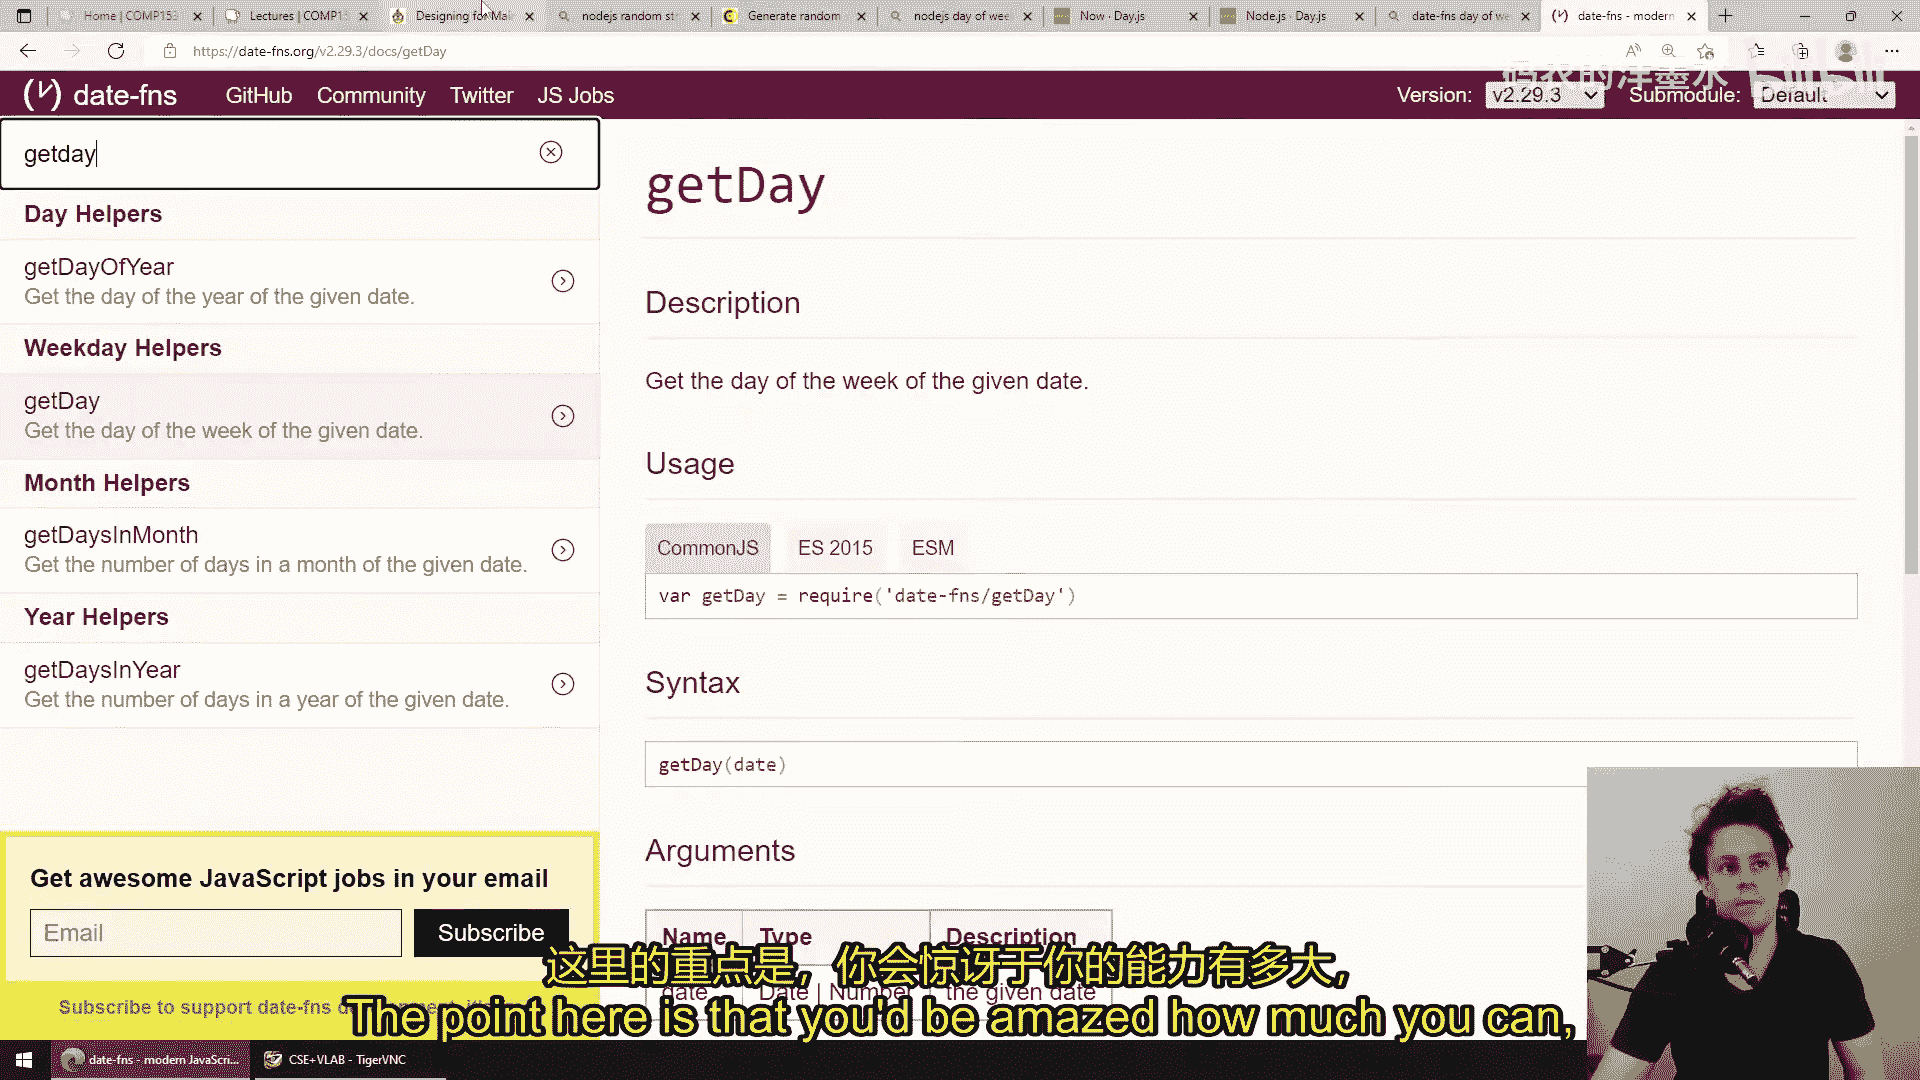 Home | COMP153
Lectures | COMP15
Designing for Main
nodejs random st
Generate random
nodejs day of wee
Now · Day.js
Node.js · Day.js
date-fns day of we
date-fns - modern
https://date-fns.org/v2.29.3/docs/getDay
码农的洋墨水 bilibili
date-fns
GitHub
Community
Twitter
JS Jobs
Version:
v2.29.3
Submodule:
Default
getday
Day Helpers
getDayOfYear
Get the day of the year of the given date.
Weekday Helpers
getDay
Get the day of the week of the given date.
Month Helpers
getDaysInMonth
Get the number of days in a month of the given date.
Year Helpers
getDaysInYear
Get the number of days in a year of the given date.
Get awesome JavaScript jobs in your email
Email
Subscribe
Subscribe to support date-fns
getDay
Description
Get the day of the week of the given date.
Usage
CommonJS
ES 2015
ESM
var getDay = require('date-fns/getDay')
Syntax
getDay(date)
Arguments
Name
Type
Description
date
Date | Number
the given date
这里的重点是，你会惊讶于你的能力有多大，
The point here is that you'd be amazed how much you can,
date-fns - modern JavaScri...
CSE+VLAB - TigerVNC